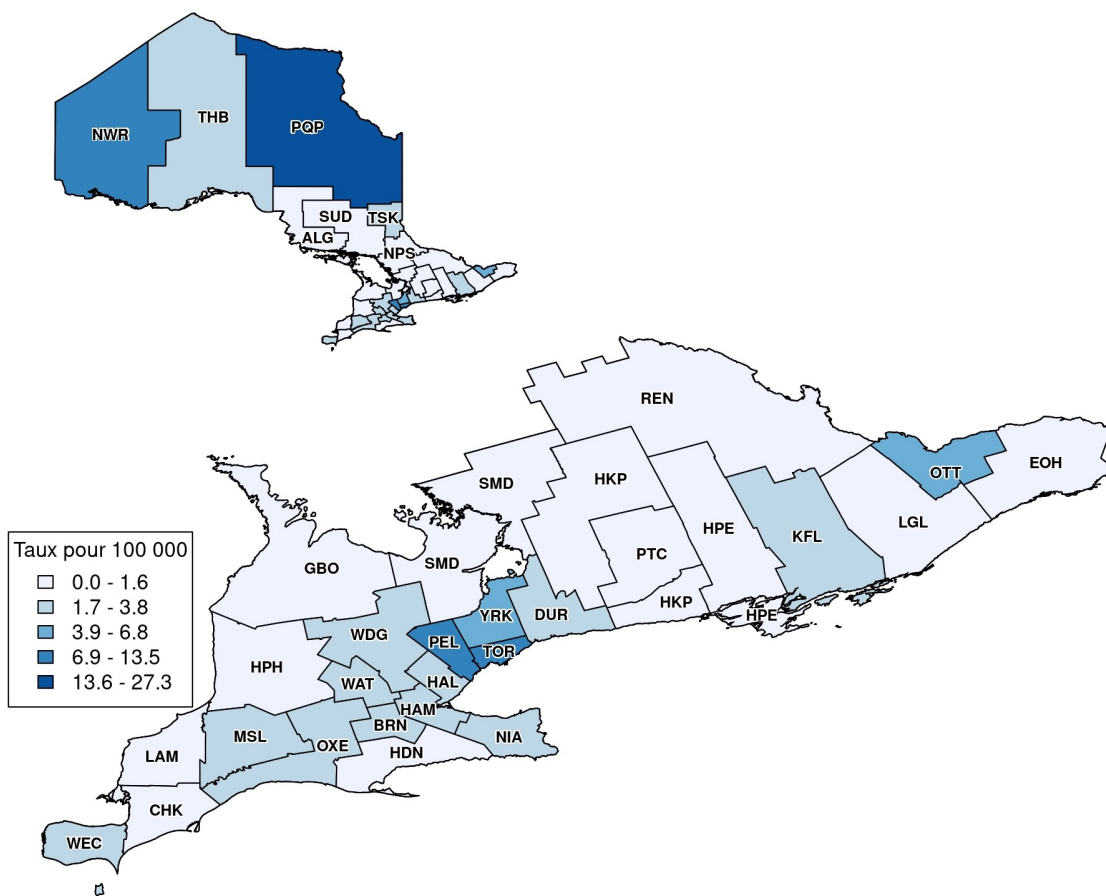 THB
NWR
PQP
SUD
TSK
ALG
NPS
REN
SMD
HKP
OTT
EOH
HPE
LGL
KFL
PTC
GBO
SMD
HKP
YRK
DUR
HPE
WDG
PEL
TOR
HPH
WAT
HAL
HAM
BRN
MSL
OXE
NIA
HDN
LAM
CHK
WEC
Taux pour 100 000
0.0 - 1.6
1.7 - 3.8
3.9 - 6.8
6.9 - 13.5
13.6 - 27.3